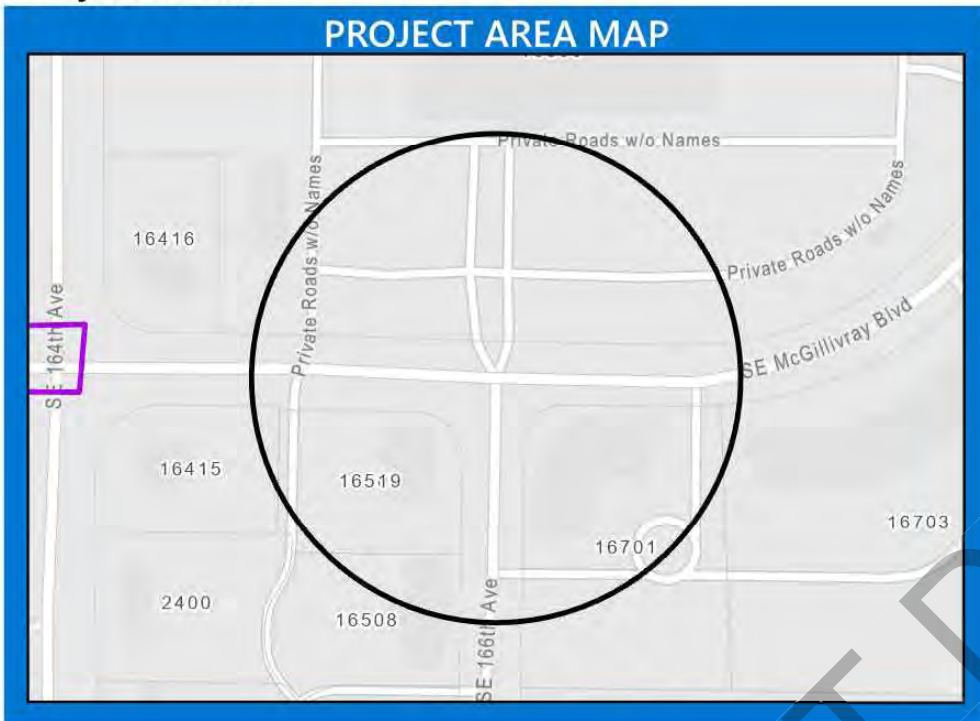 PROJECT AREA MAP
Private Roads w/o Names
Private Roads w/o Names
Private Roads w/o Names
16416
SE 164th Ave
SE McGillivray Blvd
16415
16519
16703
16701
2400
16508
SE 166th Ave